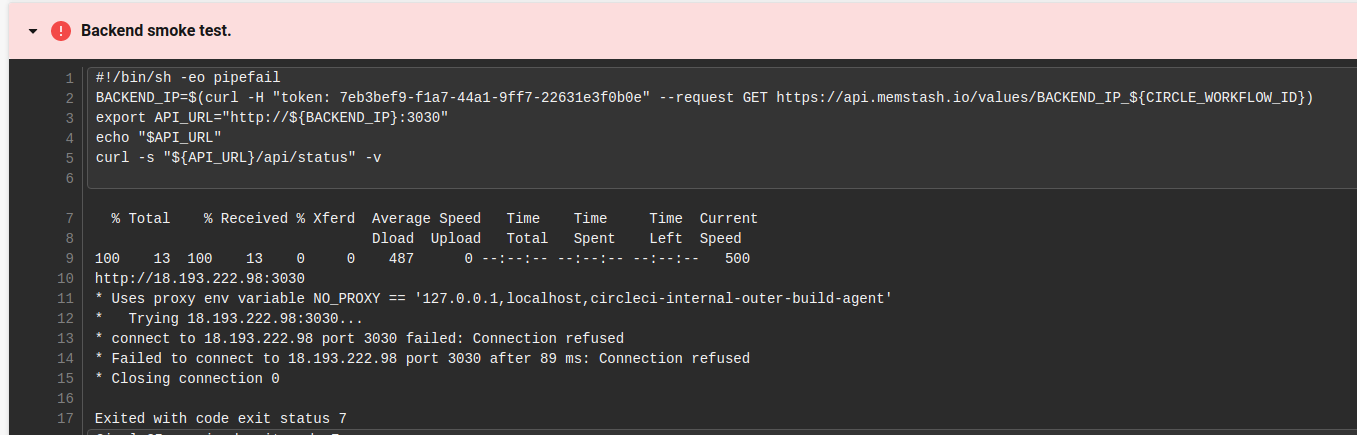 Backend smoke test.
1 #!/bin/sh -eo pipefail
2 BACKEND_IP=$(curl -H "token: 7eb3bef9-f1a7-44a1-9ff7-22631e3f0b0e" --request GET https://api.memstash.io/values/BACKEND_IP_${CIRCLE_WORKFLOW_ID})
3 export API_URL="http://${BACKEND_IP}:3030"
4 echo "$API_URL"
5 curl -s "${API_URL}/api/status" -v
6
7 % Total % Received % Xferd Average Speed Time Time Time Current
8 Dload Upload Total Spent Left Speed
9 100 13 100 13 0 0 487 0 --:--:-- --:--:-- --:--:-- 500
10 http://18.193.222.98:3030
11 * Uses proxy env variable NO_PROXY == '127.0.0.1,localhost,circleci-internal-outer-build-agent'
12 * Trying 18.193.222.98:3030...
13 * connect to 18.193.222.98 port 3030 failed: Connection refused
14 * Failed to connect to 18.193.222.98 port 3030 after 89 ms: Connection refused
15 * Closing connection 0
16
17 Exited with code exit status 7